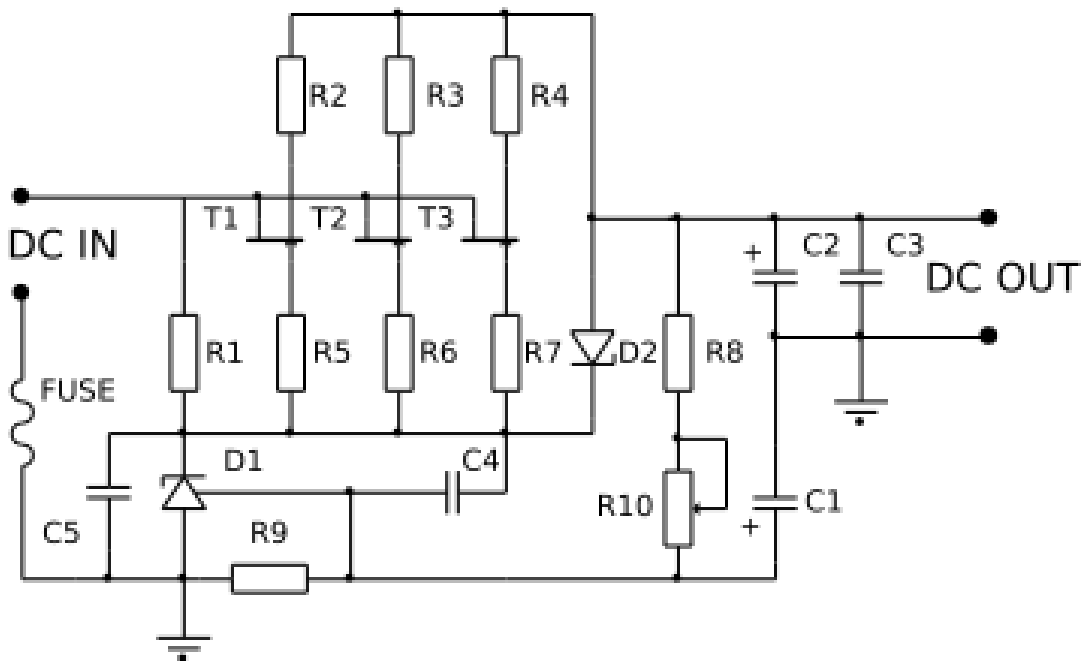 R2
R3
R4
T1
T2
T3
DC IN
C2
C3
+
DC OUT
R1
R5
R6
R7
D2
R8
FUSE
D1
C4
C5
R9
R10
C1
+